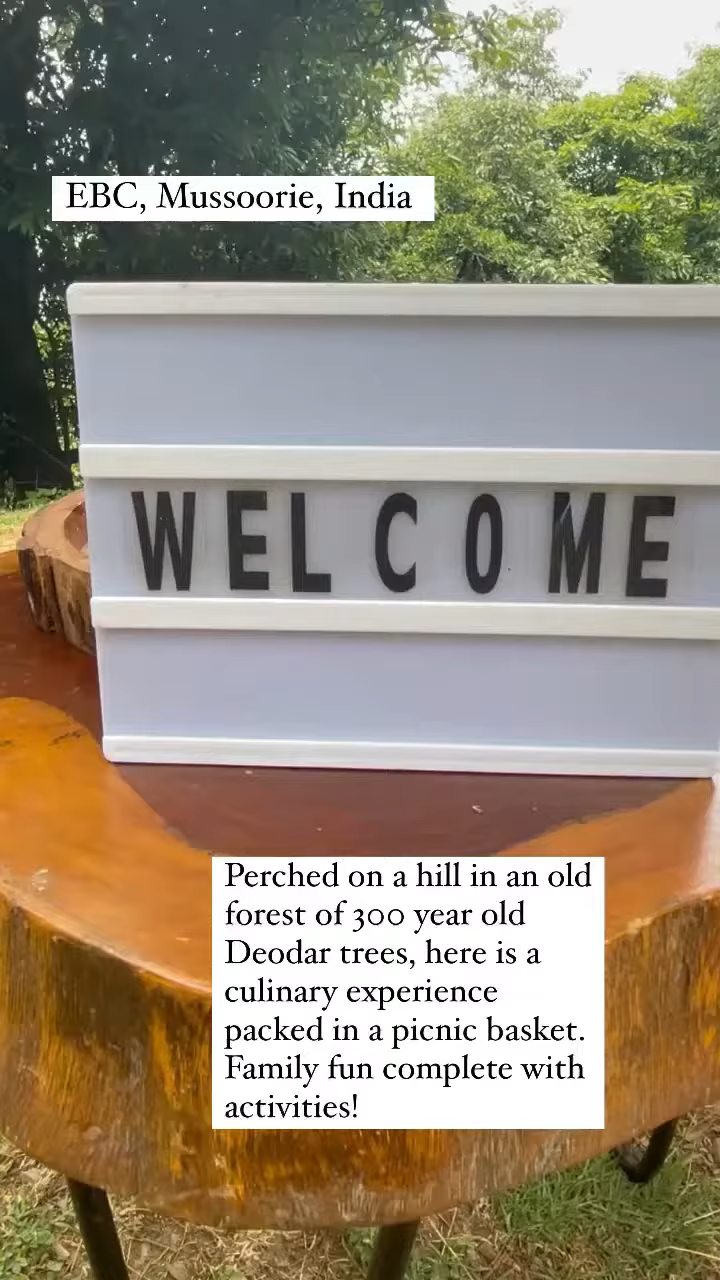 EBC, Mussoorie, India
WELCOME
Perched on a hill in an old
forest of 300 year old
Deodar trees, here is a
culinary experience
packed in a picnic basket.
Family fun complete with
activities!